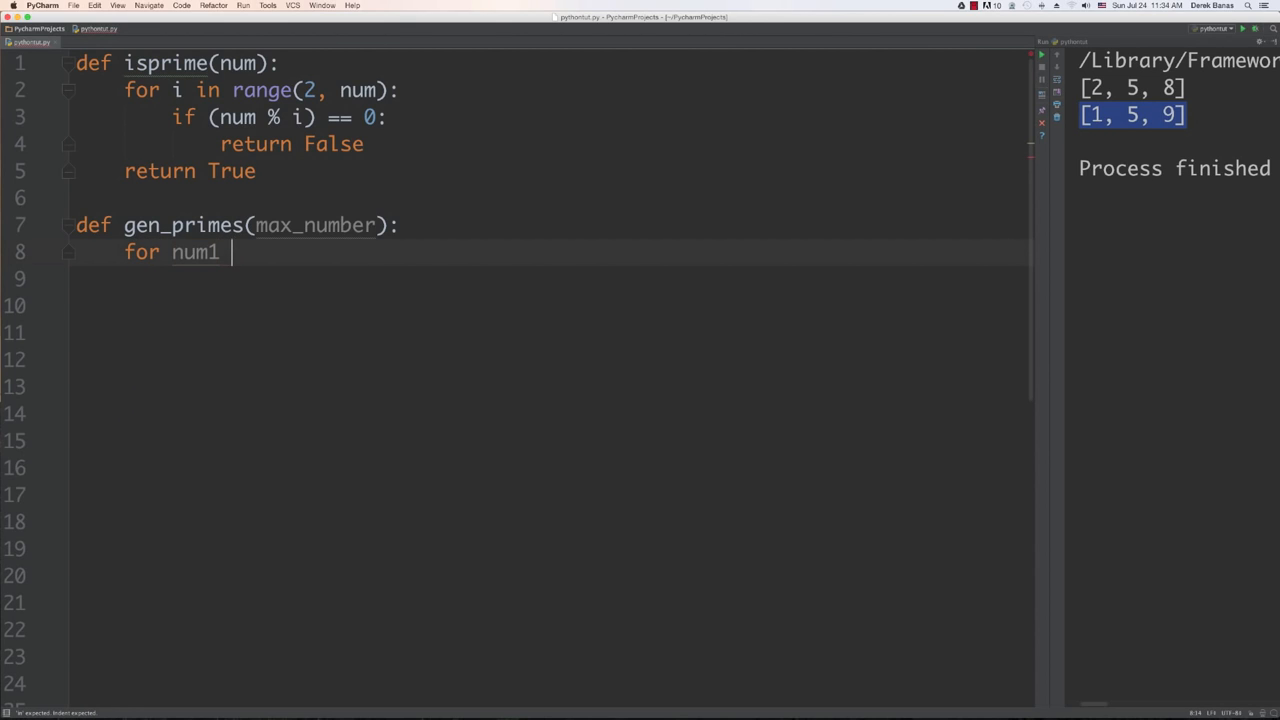 PyCharm File Edit View Navigate Code Refactor Run Tools VCS Window Help 10 Sun Jul 24 11:34 AM Derek Banas
pythontut.py - PycharmProjects - [~/PycharmProjects]
PycharmProjects pythontut.py pythontut
pythontut.py Run pythontut
1 def isprime(num):
2 for i in range(2, num):
3 if (num % i) == 0:
4 return False
5 return True
6
7 def gen_primes(max_number):
8 for num1
9
10
11
12
13
14
15
16
17
18
19
20
21
22
23
24
/Library/Framewor
[2, 5, 8]
[1, 5, 9]
Process finished
'in' expected. Indent expected. 8:14 LF UTF-8